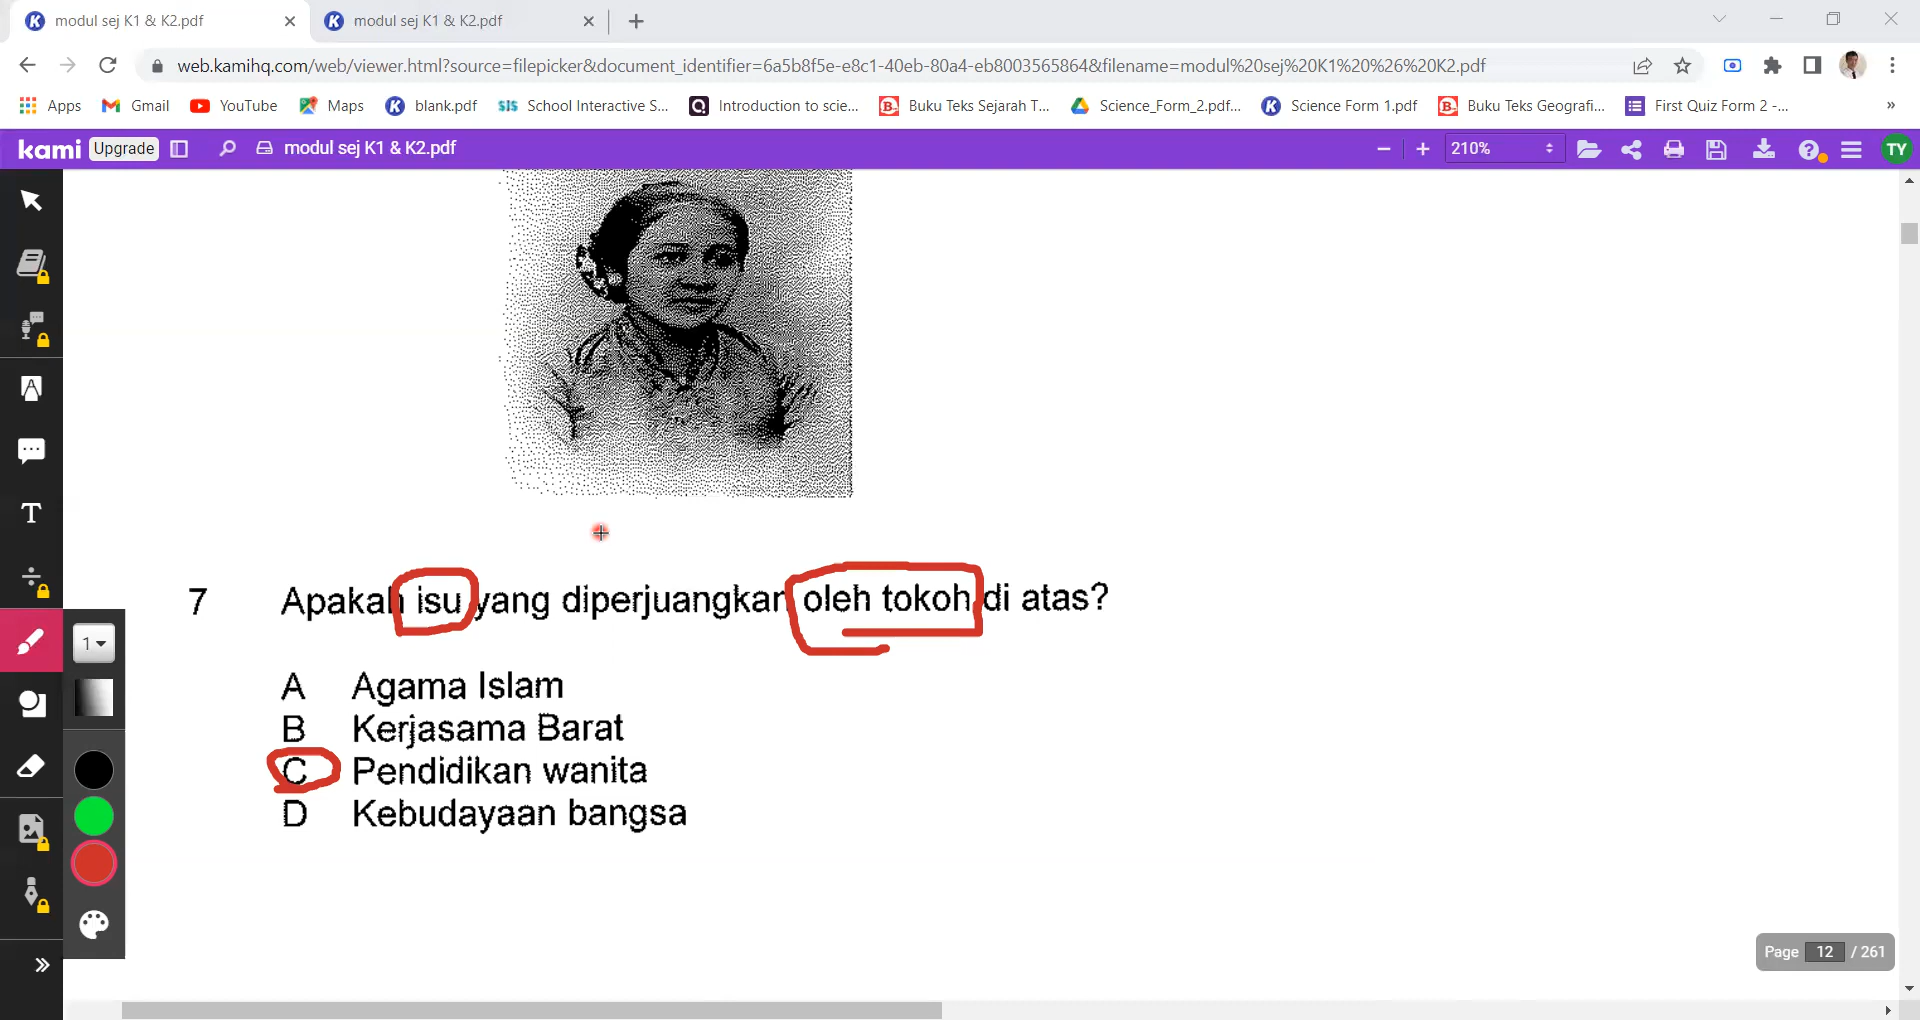 modul sej K1 & K2.pdf
modul sej K1 & K2.pdf
web.kamihq.com/web/viewer.html?source=filepicker&document_identifier=6a5b8f5e-e8c1-40eb-80a4-eb8003565864&filename=modul%20sej%20K1%20%26%20K2.pdf
Apps Gmail YouTube Maps blank.pdf SIS School Interactive S... Introduction to scie... Buku Teks Sejarah T... Science_Form_2.pdf... Science Form 1.pdf Buku Teks Geografi... First Quiz Form 2 -... »
kami Upgrade modul sej K1 & K2.pdf 210% TY
7 Apakah isu yang diperjuangkan oleh tokoh di atas?
A Agama Islam
B Kerjasama Barat
C Pendidikan wanita
D Kebudayaan bangsa
1
T
Page 12 / 261